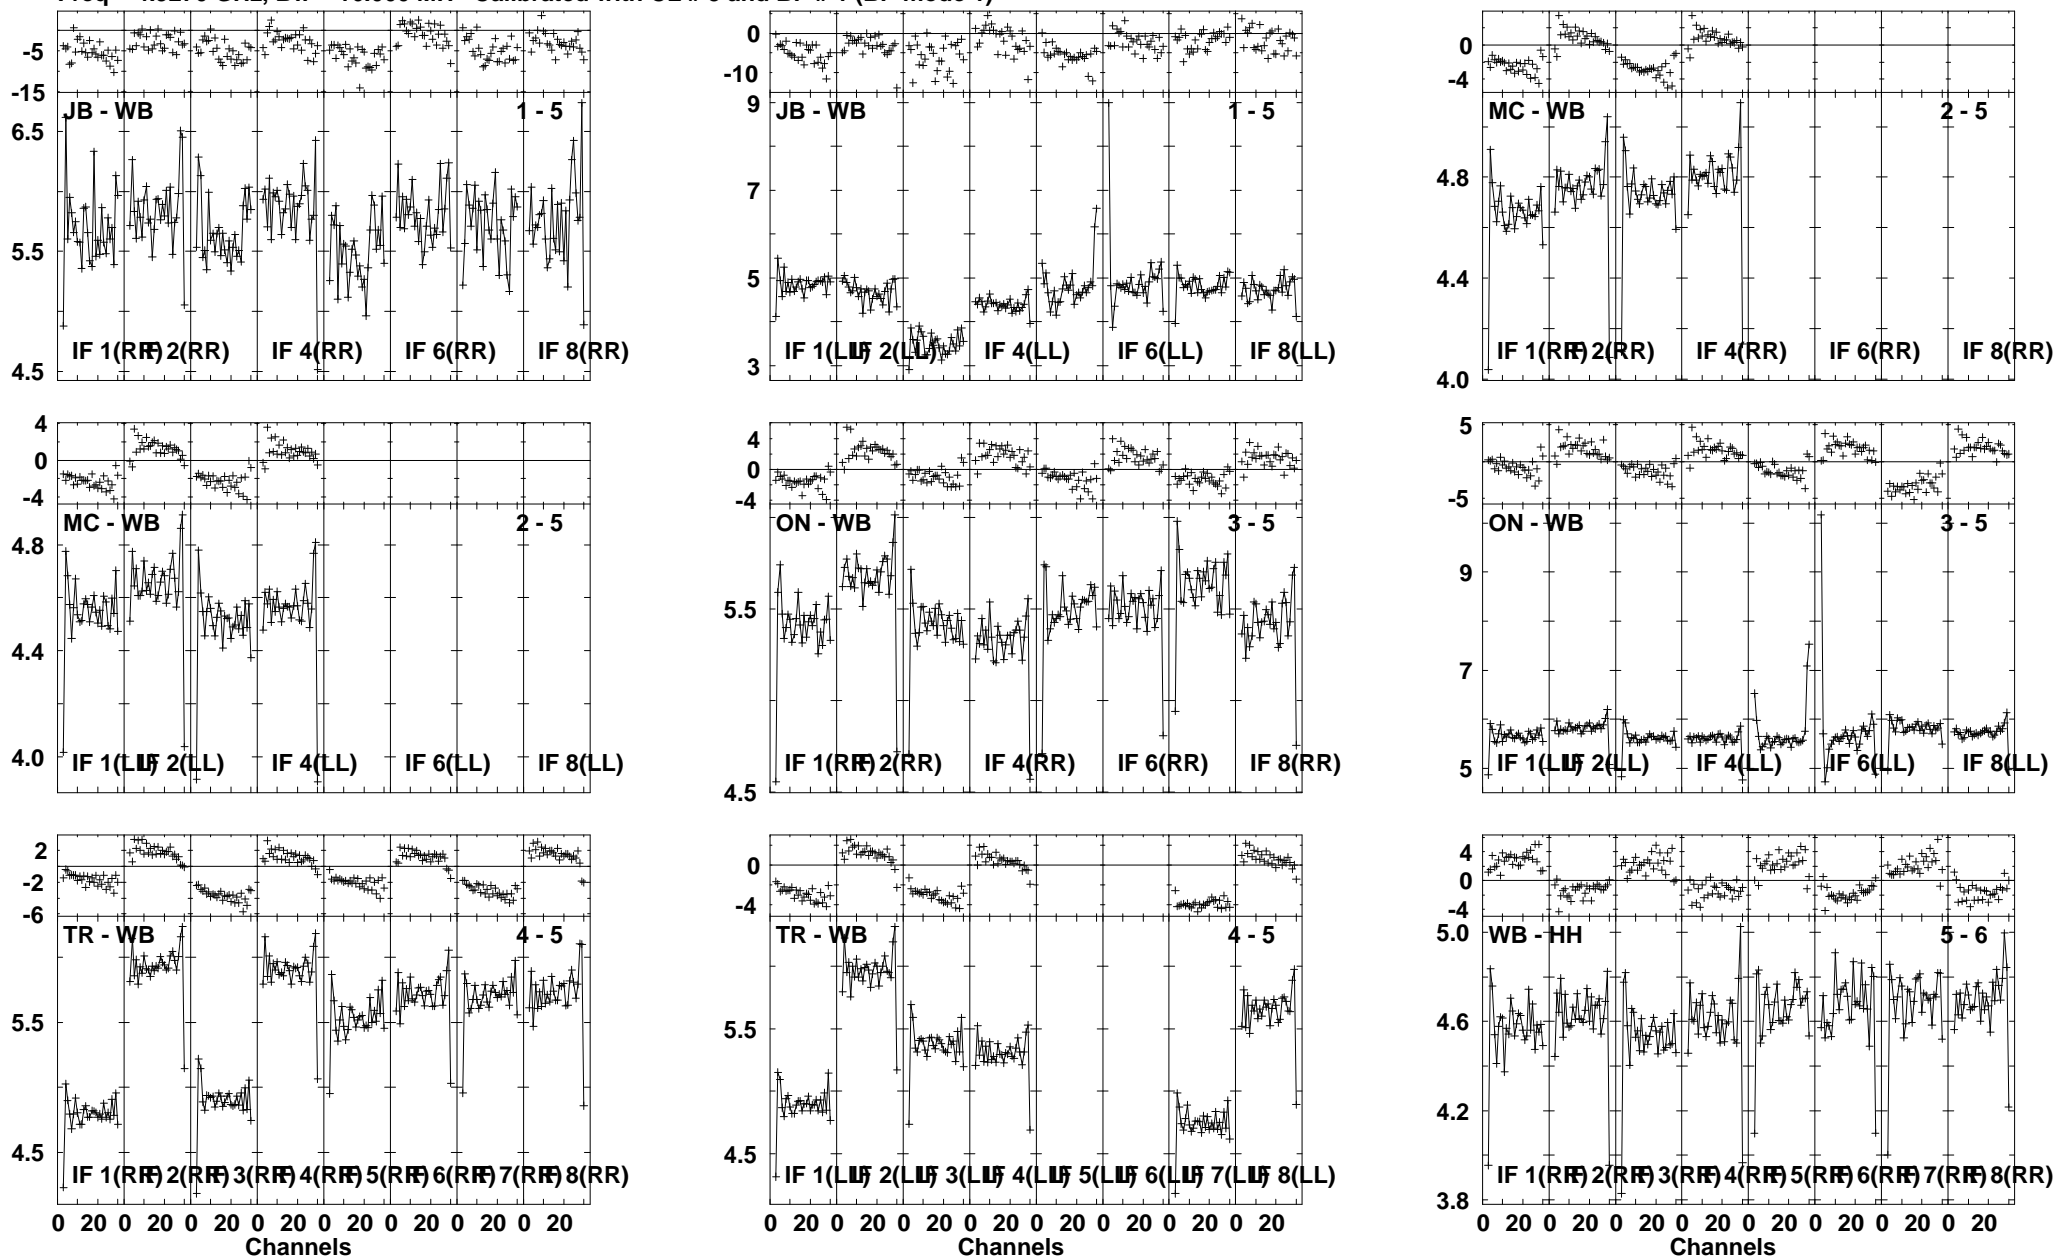 Calibrated with and
-5
-15
JB - WB 1 - 5
6.5
5.5
4.5
IF 1(RR) IF 2(RR) IF 4(RR) IF 6(RR) IF 8(RR)
0
-10
JB - WB 1 - 5
9
7
5
3
IF 1(LL) IF 2(LL) IF 4(LL) IF 6(LL) IF 8(LL)
0
-4
MC - WB 2 - 5
4.8
4.4
4.0
IF 1(RR) IF 2(RR) IF 4(RR) IF 6(RR) IF 8(RR)
4
0
-4
MC - WB 2 - 5
4.8
4.4
4.0
IF 1(LL) IF 2(LL) IF 4(LL) IF 6(LL) IF 8(LL)
4
0
-4
ON - WB 3 - 5
5.5
4.5
IF 1(RR) IF 2(RR) IF 4(RR) IF 6(RR) IF 8(RR)
5
-5
ON - WB 3 - 5
9
7
5
IF 1(LL) IF 2(LL) IF 4(LL) IF 6(LL) IF 8(LL)
2
-2
-6
TR - WB 4 - 5
5.5
4.5
IF 1(RR) IF 2(RR) IF 3(RR) IF 4(RR) IF 5(RR) IF 6(RR) IF 7(RR) IF 8(RR)
0 20 0 20 0 20 0 20 0 20 0 20 0 20 0 20
Channels
0
-4
TR - WB 4 - 5
5.5
4.5
IF 1(LL) IF 2(LL) IF 3(LL) IF 4(LL) IF 5(LL) IF 6(LL) IF 7(LL) IF 8(LL)
0 20 0 20 0 20 0 20 0 20 0 20 0 20 0 20
Channels
4
0
-4
WB - HH 5 - 6
5.0
4.6
4.2
3.8
IF 1(RR) IF 2(RR) IF 3(RR) IF 4(RR) IF 5(RR) IF 6(RR) IF 7(RR) IF 8(RR)
0 20 0 20 0 20 0 20 0 20 0 20 0 20 0 20
Channels